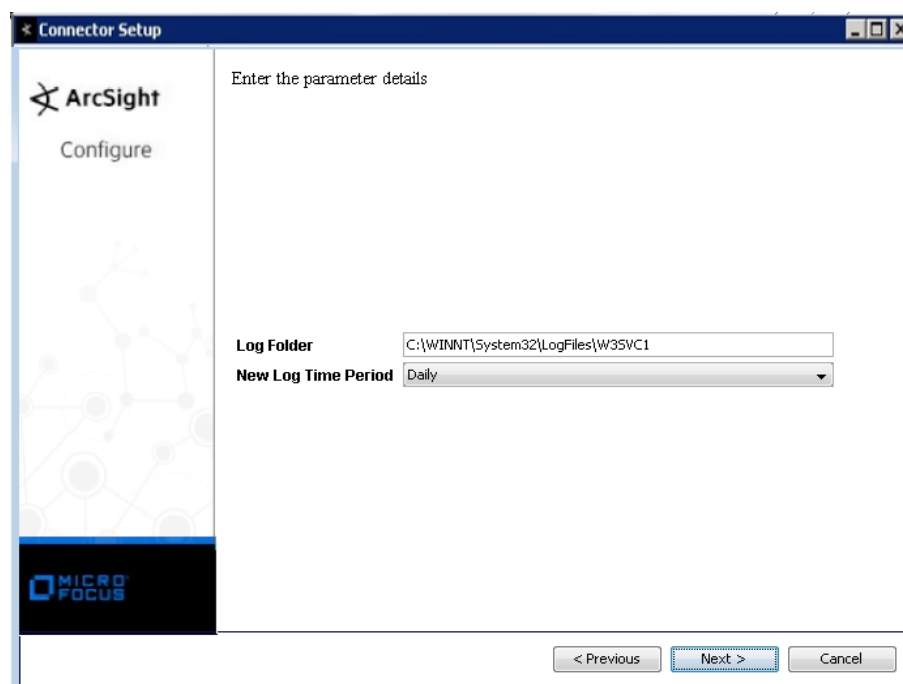 Connector Setup
ArcSight
Configure
Enter the parameter details
Log Folder C:\WINNT\System32\LogFiles\W3SVC1
New Log Time Period Daily
MICRO
FOCUS
< Previous Next > Cancel